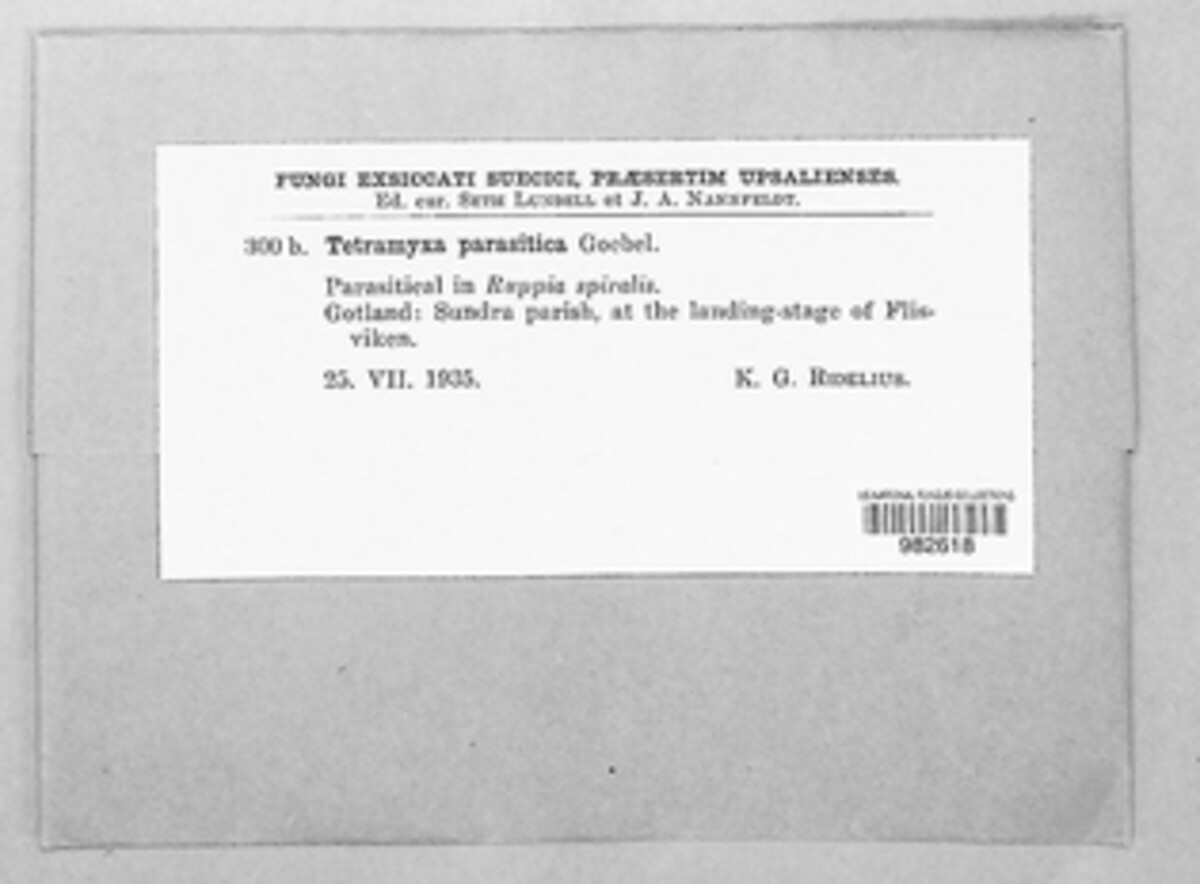 FUNGI EXSICCATI SUECICI, PRÆSERTIM UPSALIENSES.
Ed. cur. SETH LUNDELL et J. A. NANNFELDT.
300 b. Tetramyxa parasitica Goebel.
Parasitical in Ruppia spiralis.
Gotland: Sundra parish, at the landing-stage of Flis-
viken.
25. VII. 1935.
K. G. RIDELIUS.
982618